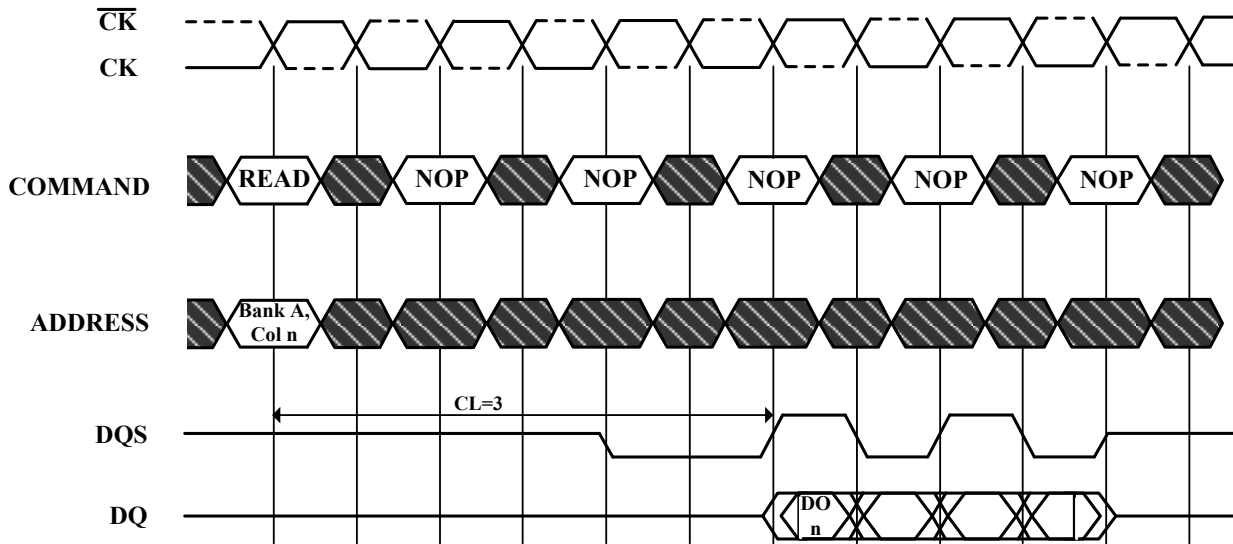 CK
CK
COMMAND
READ NOP NOP NOP NOP NOP
ADDRESS
Bank A,
Col n
CL=3
DQS
DQ
DO
n